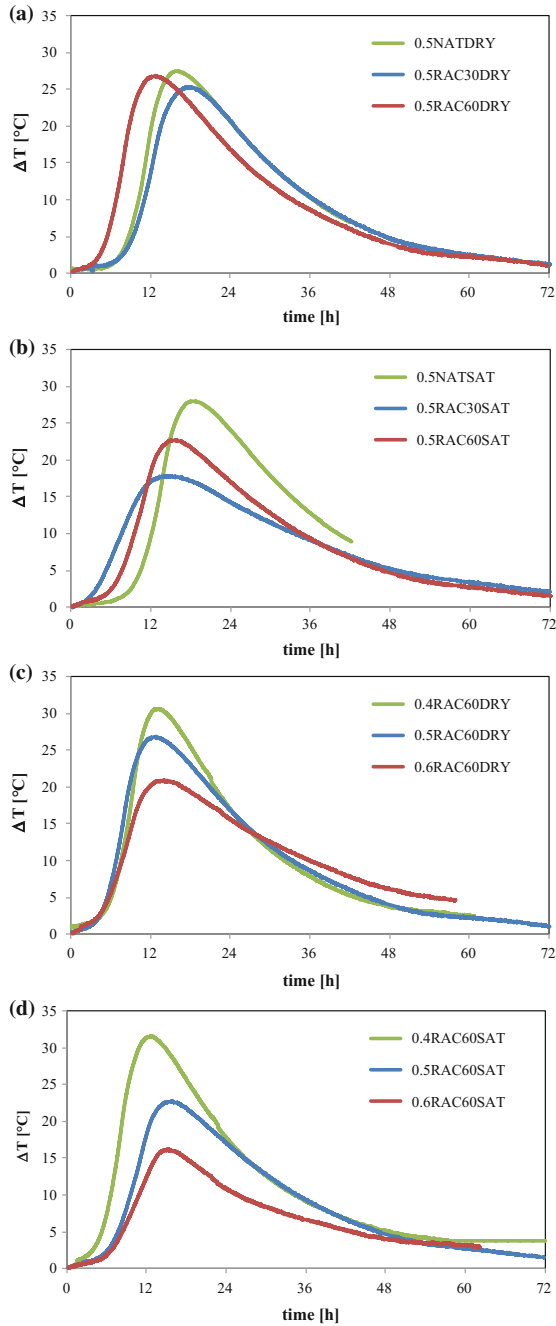 (a)
35
30
25
20
15
10
5
0
ΔT [°C]
0.5NATDRY
0.5RAC30DRY
0.5RAC60DRY
0 12 24 36 48 60 72
time [h]
(b)
35
30
25
20
15
10
5
0
ΔT [°C]
0.5NATSAT
0.5RAC30SAT
0.5RAC60SAT
0 12 24 36 48 60 72
time [h]
(c)
35
30
25
20
15
10
5
0
ΔT [°C]
0.4RAC60DRY
0.5RAC60DRY
0.6RAC60DRY
0 12 24 36 48 60 72
time [h]
(d)
35
30
25
20
15
10
5
0
ΔT [°C]
0.4RAC60SAT
0.5RAC60SAT
0.6RAC60SAT
0 12 24 36 48 60 72
time [h]